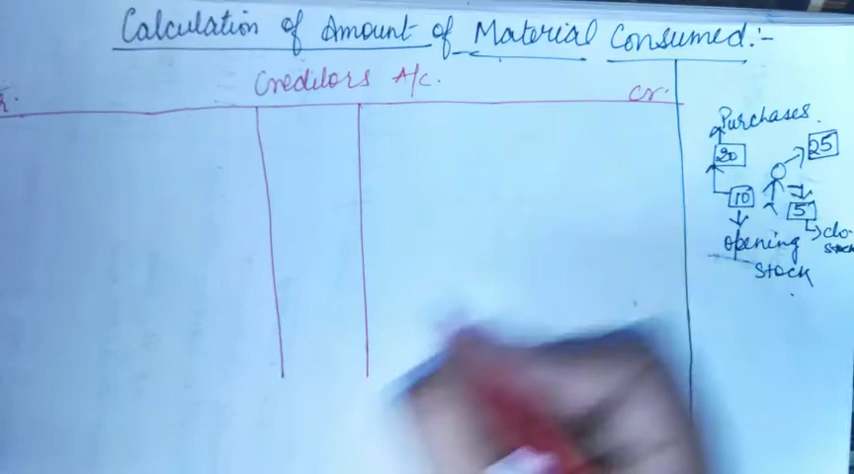 Calculation of Amount of Material Consumed:-
Creditors A/c.
Cr.
Purchases.
20
25
10
5
opening
stock